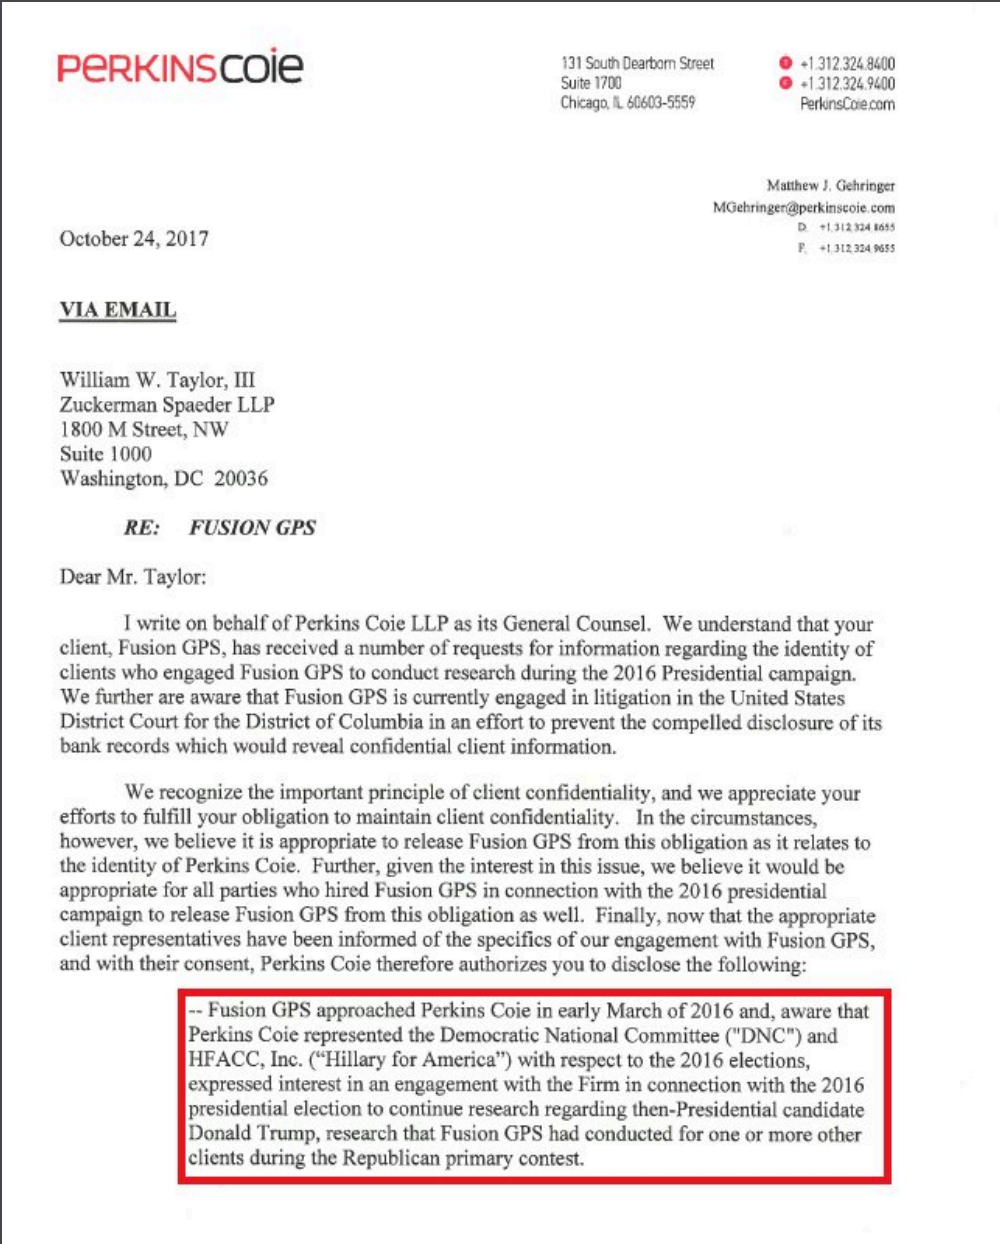 PERKINSCOIE
131 South Dearborn Street
Suite 1700
Chicago, IL 60603-5559
+1.312.324.8400
+1.312.324.9400
PerkinsCoie.com
Matthew J. Gehringer
MGehringer@perkinscoie.com
D. +1.312.324.8655
F. +1.312.324.9655
October 24, 2017
VIA EMAIL
William W. Taylor, III
Zuckerman Spaeder LLP
1800 M Street, NW
Suite 1000
Washington, DC 20036
RE: FUSION GPS
Dear Mr. Taylor:
I write on behalf of Perkins Coie LLP as its General Counsel. We understand that your
client, Fusion GPS, has received a number of requests for information regarding the identity of
clients who engaged Fusion GPS to conduct research during the 2016 Presidential campaign.
We further are aware that Fusion GPS is currently engaged in litigation in the United States
District Court for the District of Columbia in an effort to prevent the compelled disclosure of its
bank records which would reveal confidential client information.
We recognize the important principle of client confidentiality, and we appreciate your
efforts to fulfill your obligation to maintain client confidentiality. In the circumstances,
however, we believe it is appropriate to release Fusion GPS from this obligation as it relates to
the identity of Perkins Coie. Further, given the interest in this issue, we believe it would be
appropriate for all parties who hired Fusion GPS in connection with the 2016 presidential
campaign to release Fusion GPS from this obligation as well. Finally, now that the appropriate
client representatives have been informed of the specifics of our engagement with Fusion GPS,
and with their consent, Perkins Coie therefore authorizes you to disclose the following:
-- Fusion GPS approached Perkins Coie in early March of 2016 and, aware that
Perkins Coie represented the Democratic National Committee ("DNC") and
HFACC, Inc. (“Hillary for America”) with respect to the 2016 elections,
expressed interest in an engagement with the Firm in connection with the 2016
presidential election to continue research regarding then-Presidential candidate
Donald Trump, research that Fusion GPS had conducted for one or more other
clients during the Republican primary contest.